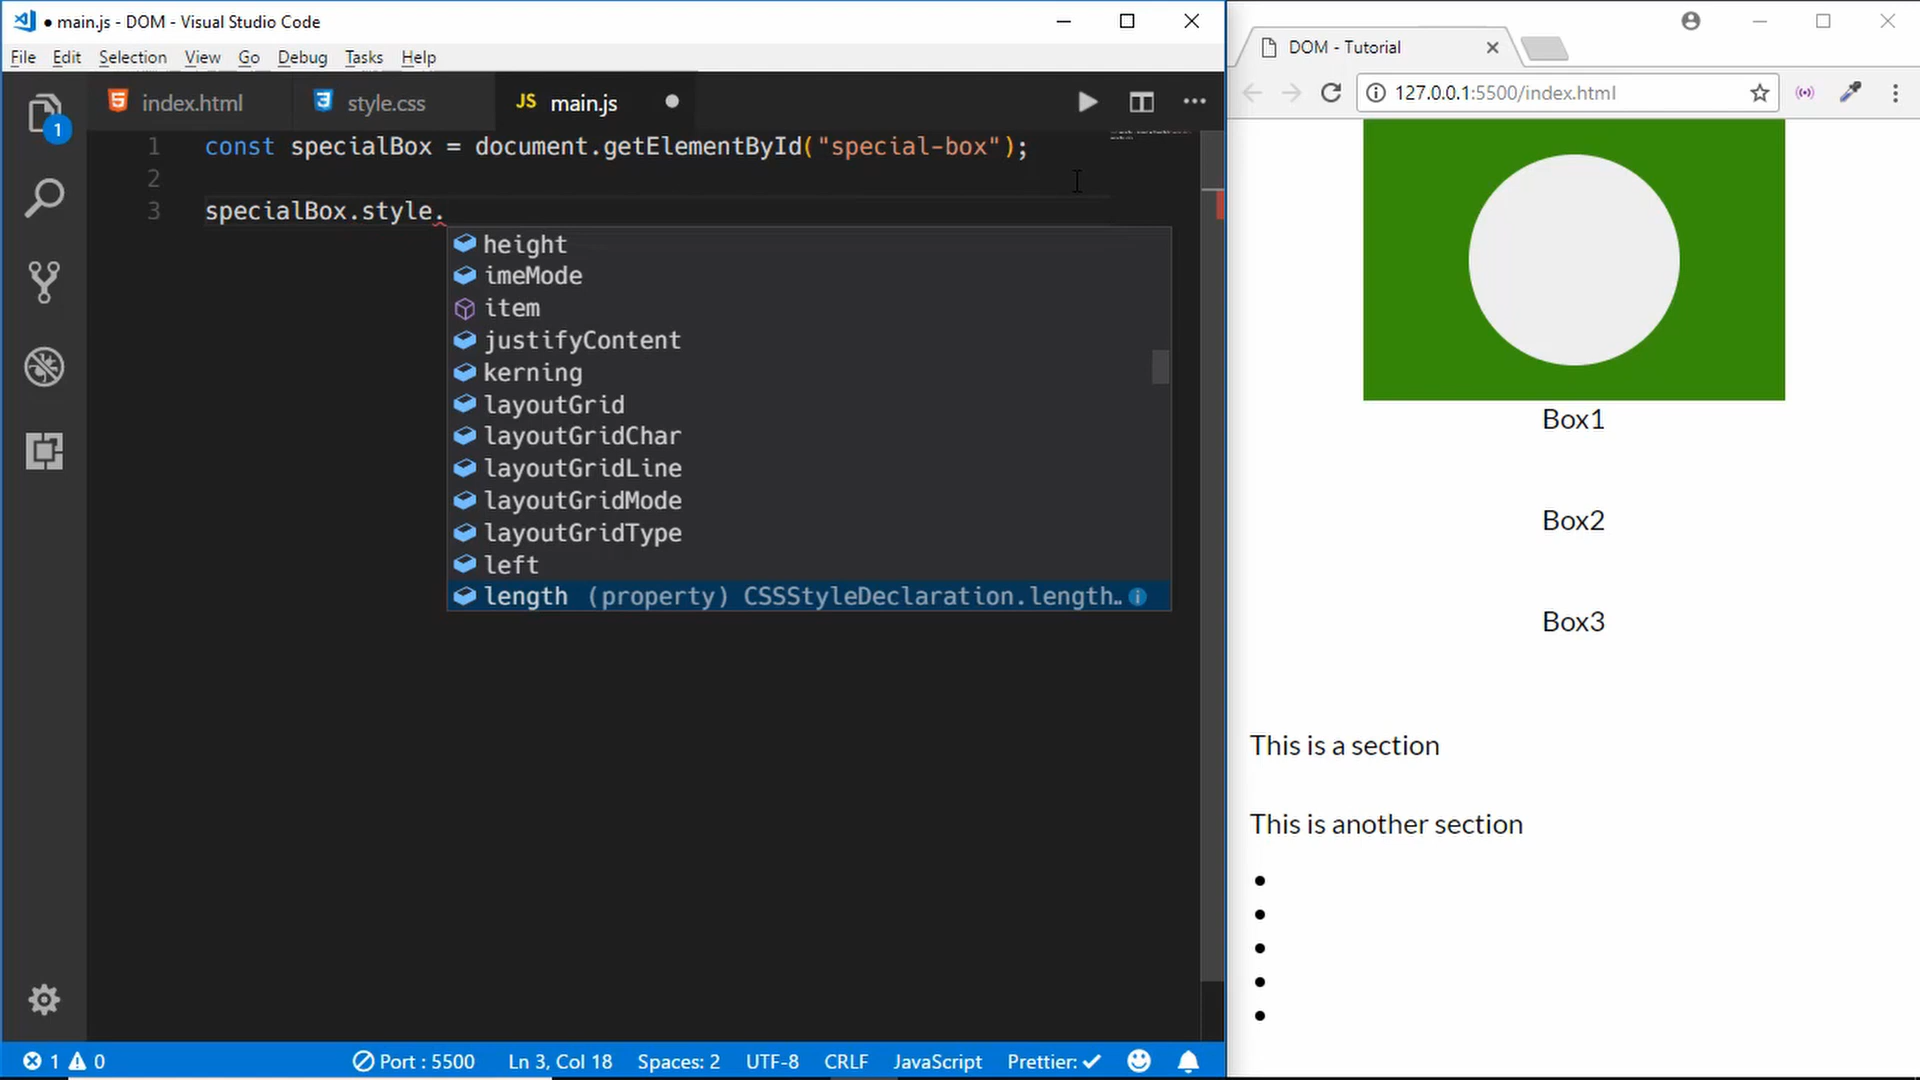 main.js - DOM - Visual Studio Code
File Edit Selection View Go Debug Tasks Help
index.html style.css JS main.js
1
1 const specialBox = document.getElementById("special-box");
2
3 specialBox.style.
height
imeMode
item
justifyContent
kerning
layoutGrid
layoutGridChar
layoutGridLine
layoutGridMode
layoutGridType
left
length (property) CSSStyleDeclaration.length…
1 0 Port : 5500 Ln 3, Col 18 Spaces: 2 UTF-8 CRLF JavaScript Prettier: ✓
DOM - Tutorial
127.0.0.1:5500/index.html
Box1
Box2
Box3
This is a section
This is another section